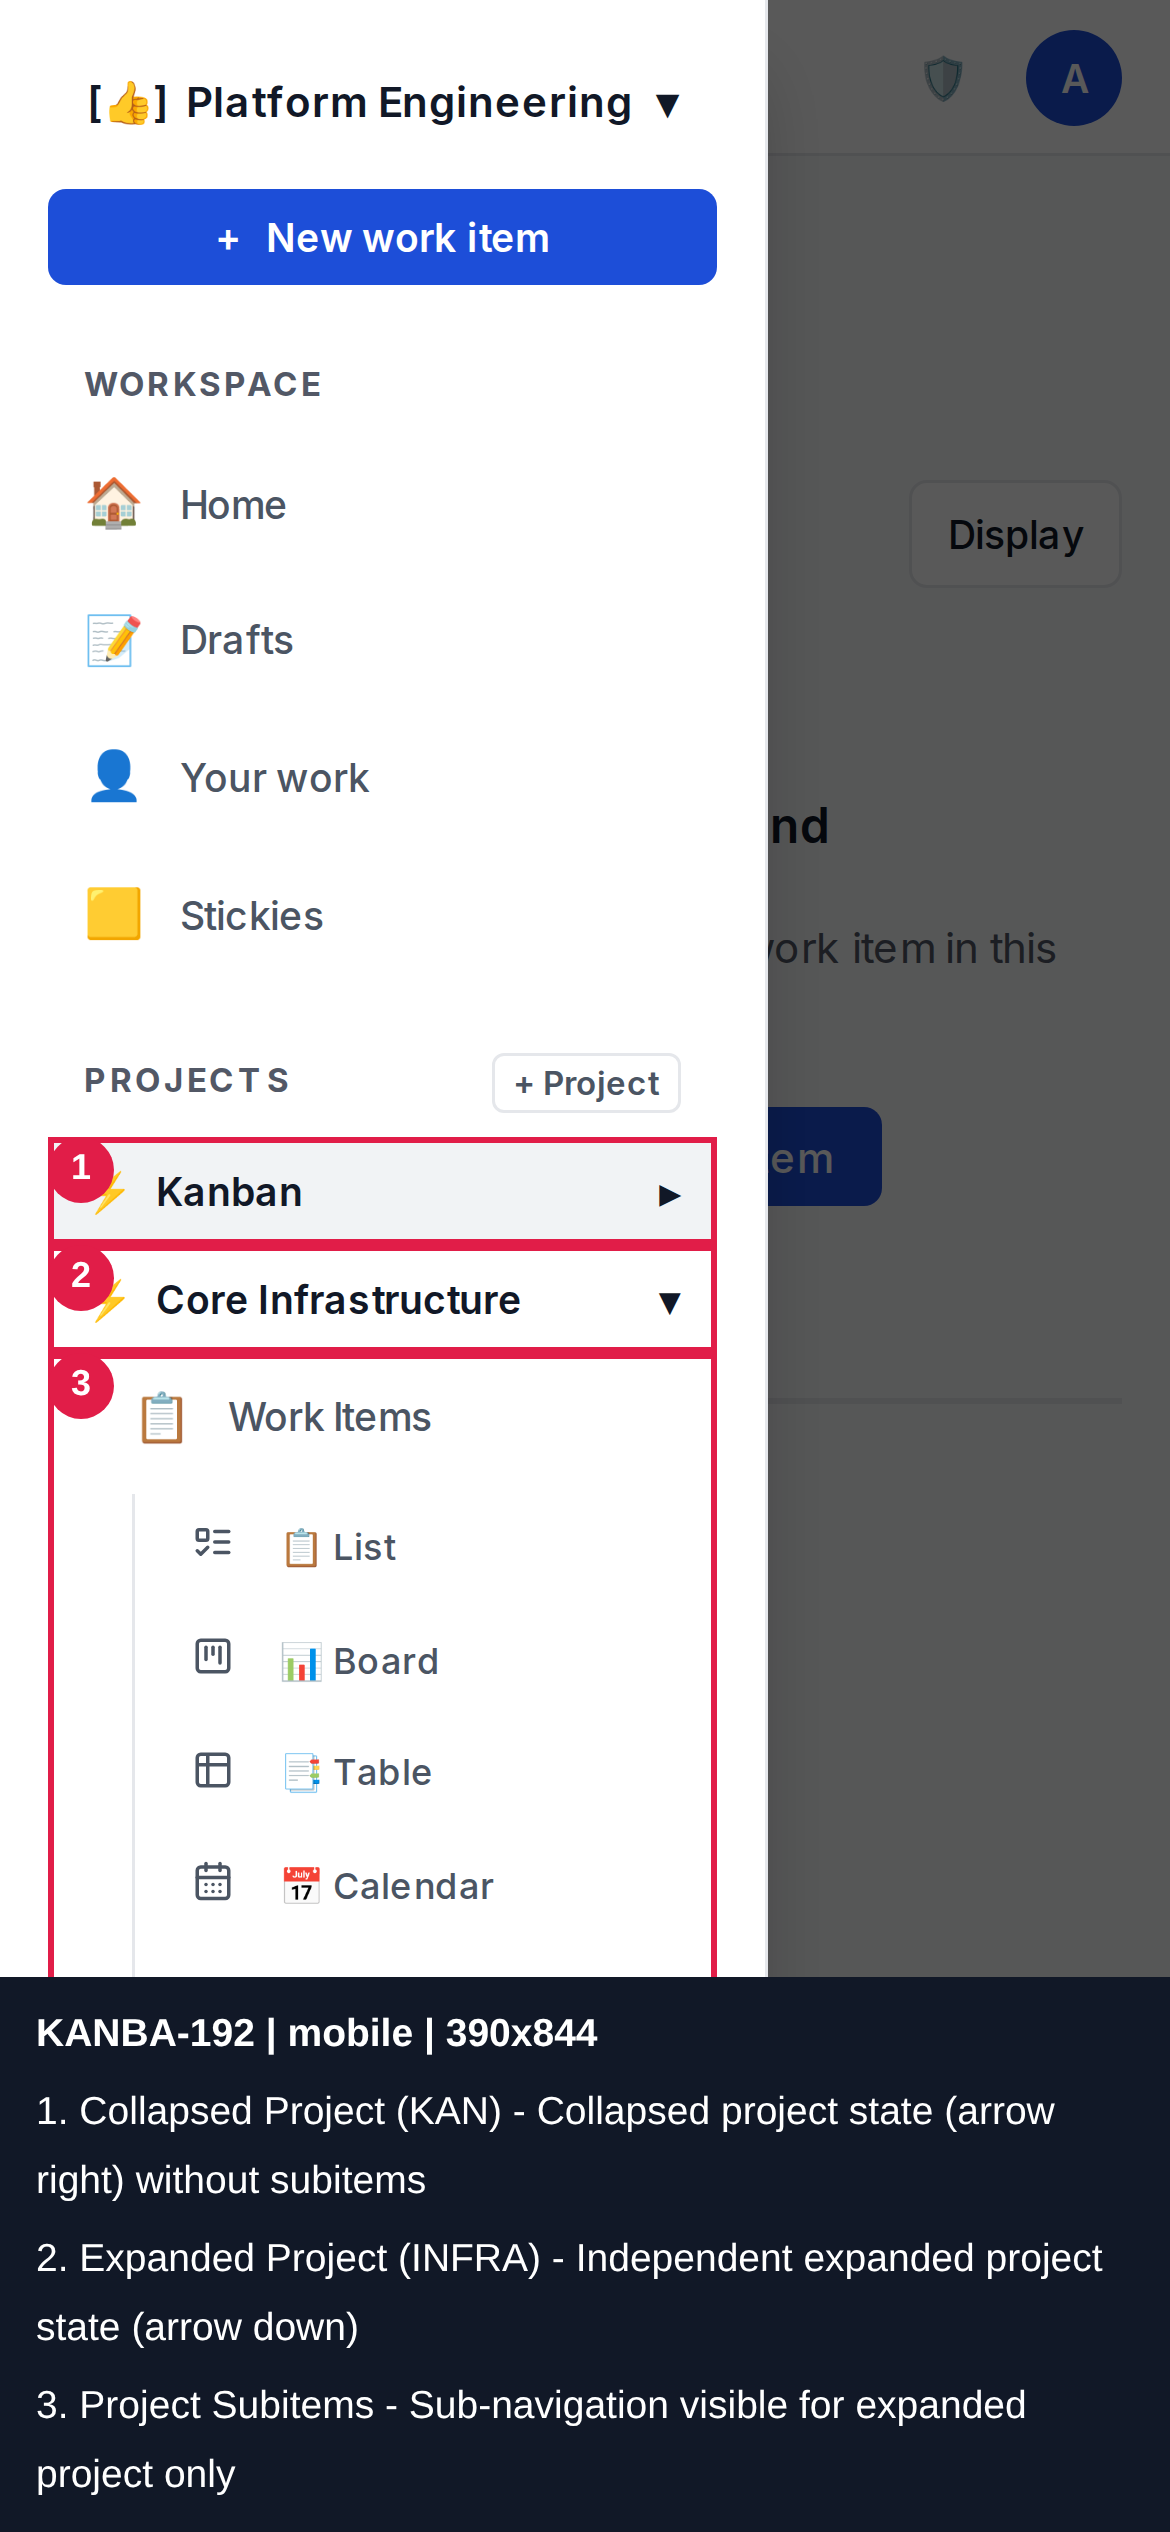 [👍] Platform Engineering ▼
A
+ New work item
WORKSPACE
Home
Display
Drafts
Your work
nd
Stickies
work item in this
PROJECTS
+ Project
1
Kanban ▸
em
2
Core Infrastructure ▼
3
Work Items
📋 List
📊 Board
📑 Table
📅 Calendar
KANBA-192 | mobile | 390x844
1. Collapsed Project (KAN) - Collapsed project state (arrow
right) without subitems
2. Expanded Project (INFRA) - Independent expanded project
state (arrow down)
3. Project Subitems - Sub-navigation visible for expanded
project only